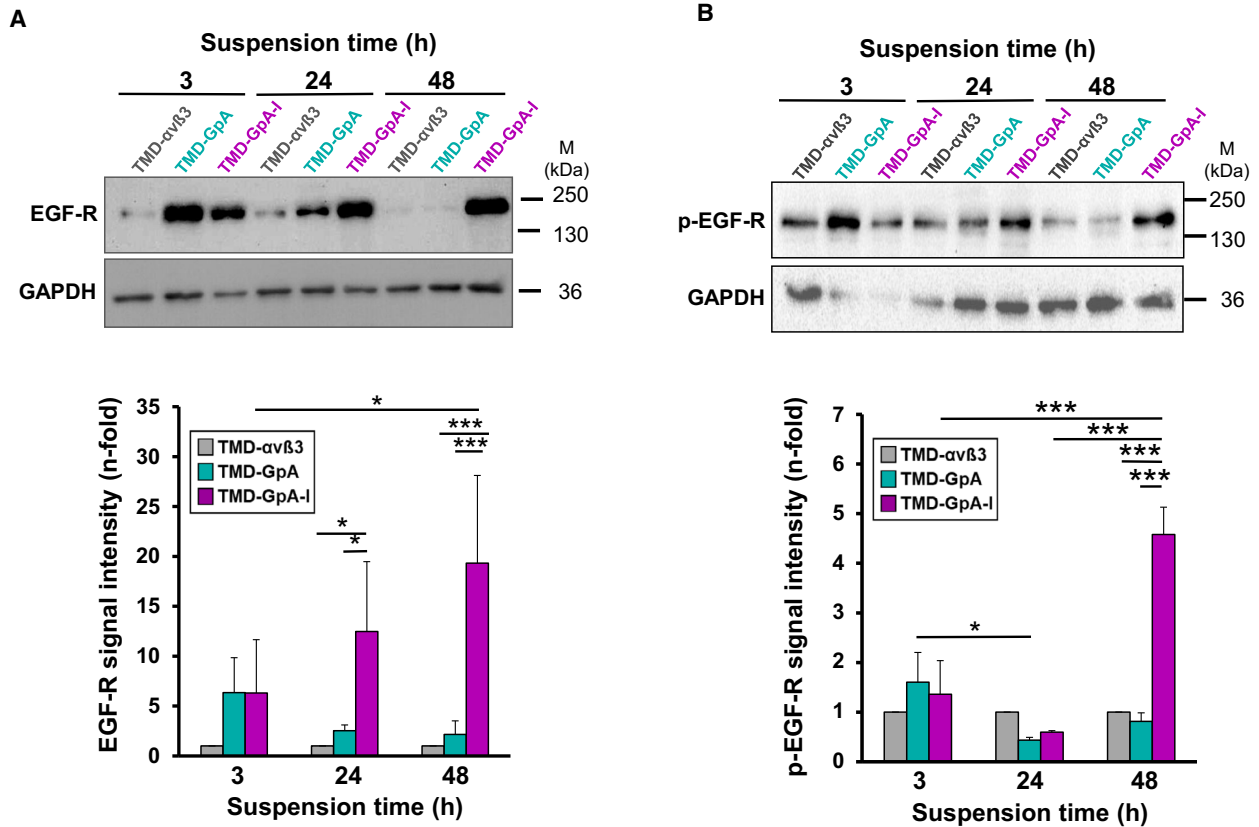 A
Suspension time (h)
3 24 48
TMD-αvß3 TMD-GpA TMD-GpA-I TMD-αvß3 TMD-GpA TMD-GpA-I TMD-αvß3 TMD-GpA TMD-GpA-I
M
(kDa)
EGF-R
250
130
GAPDH
36
EGF-R signal intensity (n-fold)
35
30
25
20
15
10
5
0
TMD-αvß3
TMD-GpA
TMD-GpA-I
*
***
***
*
*
3 24 48
Suspension time (h)
B
Suspension time (h)
3 24 48
TMD-αvß3 TMD-GpA TMD-GpA-I TMD-αvß3 TMD-GpA TMD-GpA-I TMD-αvß3 TMD-GpA TMD-GpA-I
M
(kDa)
p-EGF-R
250
130
GAPDH
36
p-EGF-R signal intensity (n-fold)
7
6
5
4
3
2
1
0
TMD-αvß3
TMD-GpA
TMD-GpA-I
***
***
***
***
*
3 24 48
Suspension time (h)